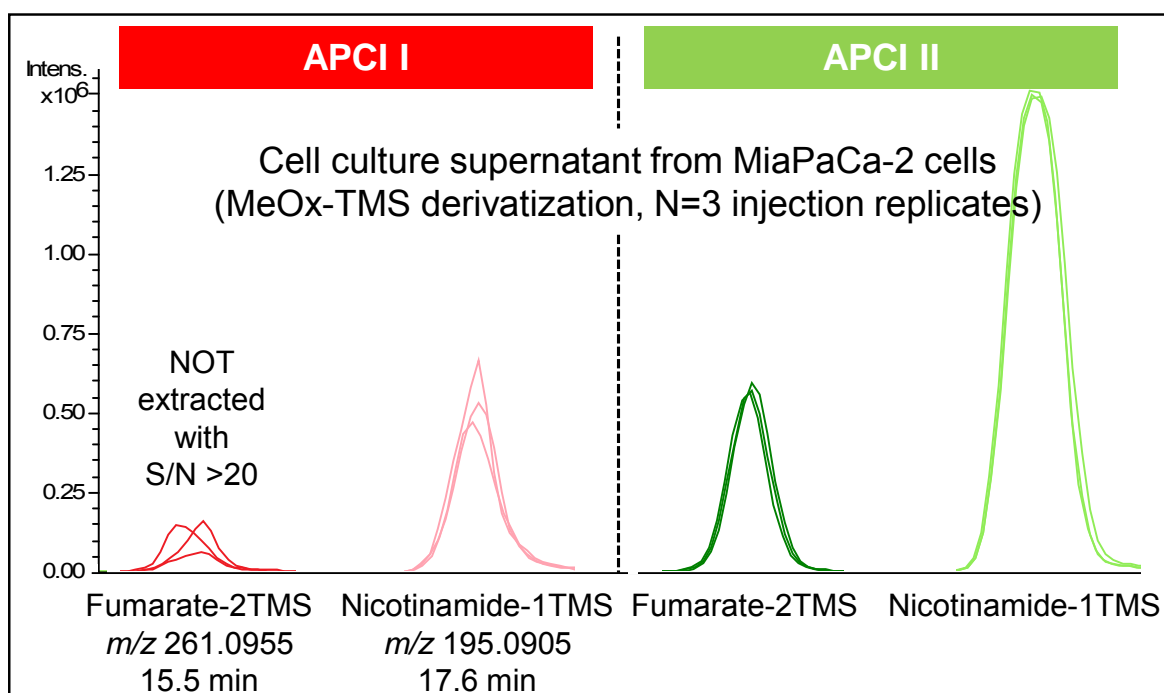 APCI I
APCI II
Intens.
x10⁶
Cell culture supernatant from MiaPaCa-2 cells
(MeOx-TMS derivatization, N=3 injection replicates)
1.25
1.00
0.75
0.50
0.25
0.00
NOT
extracted
with
S/N >20
Fumarate-2TMS
m/z 261.0955
15.5 min
Nicotinamide-1TMS
m/z 195.0905
17.6 min
Fumarate-2TMS
Nicotinamide-1TMS